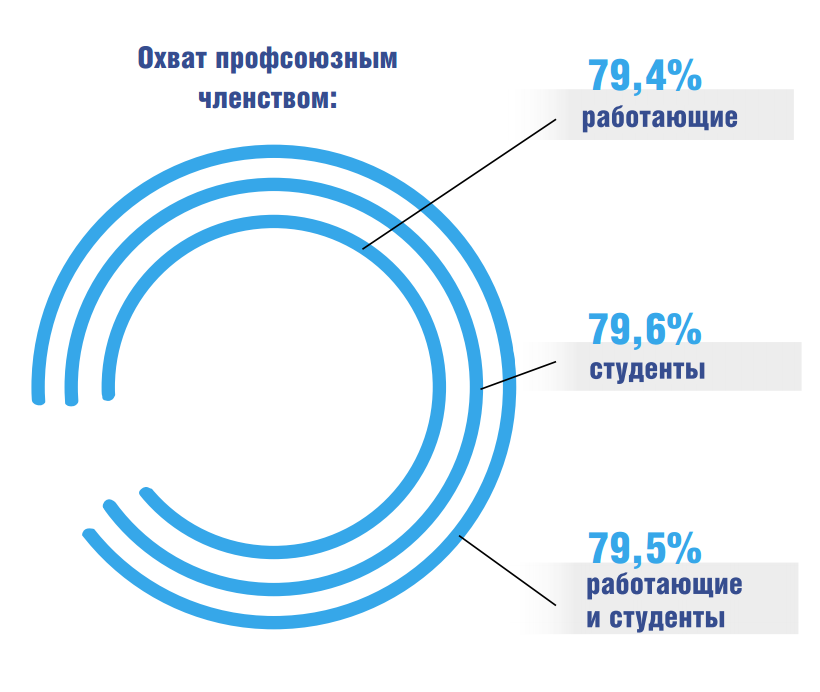 Охват профсоюзным
членством:
79,4%
работающие
79,6%
студенты
79,5%
работающие
и студенты